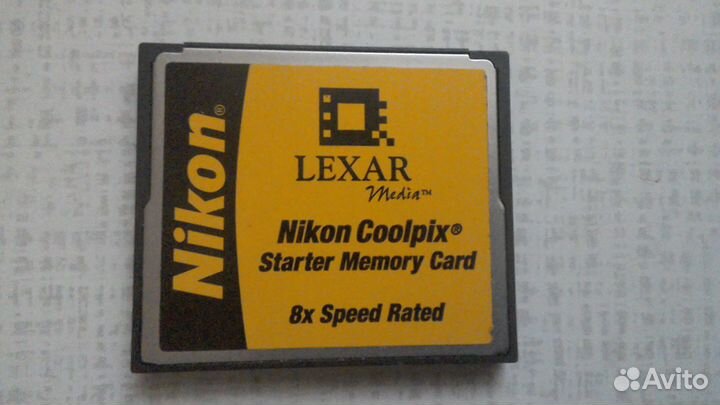 Nikon®
LEXAR
Media™
Nikon Coolpix®
Starter Memory Card
8x Speed Rated
Avito